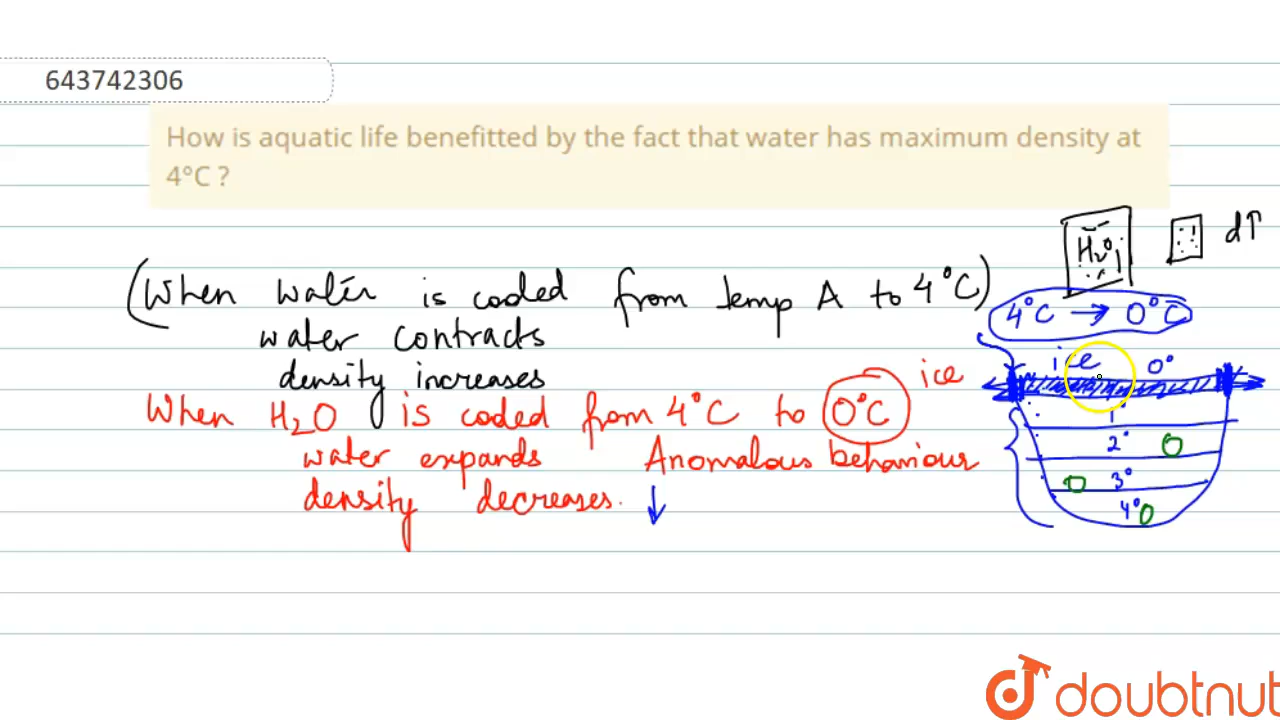 643742306
How is aquatic life benefitted by the fact that water has maximum density at
4°C ?
H₂O d↑
(When water is cooled from temp A to 4°C)
4°C → 0°C
water contracts
density increases
ice 0°
When H₂O is cooled from 4°C to 0°C ice
1°
2°
water expands Anomalous behaviour
3°
density decreases. ↓
4°
doubtnut